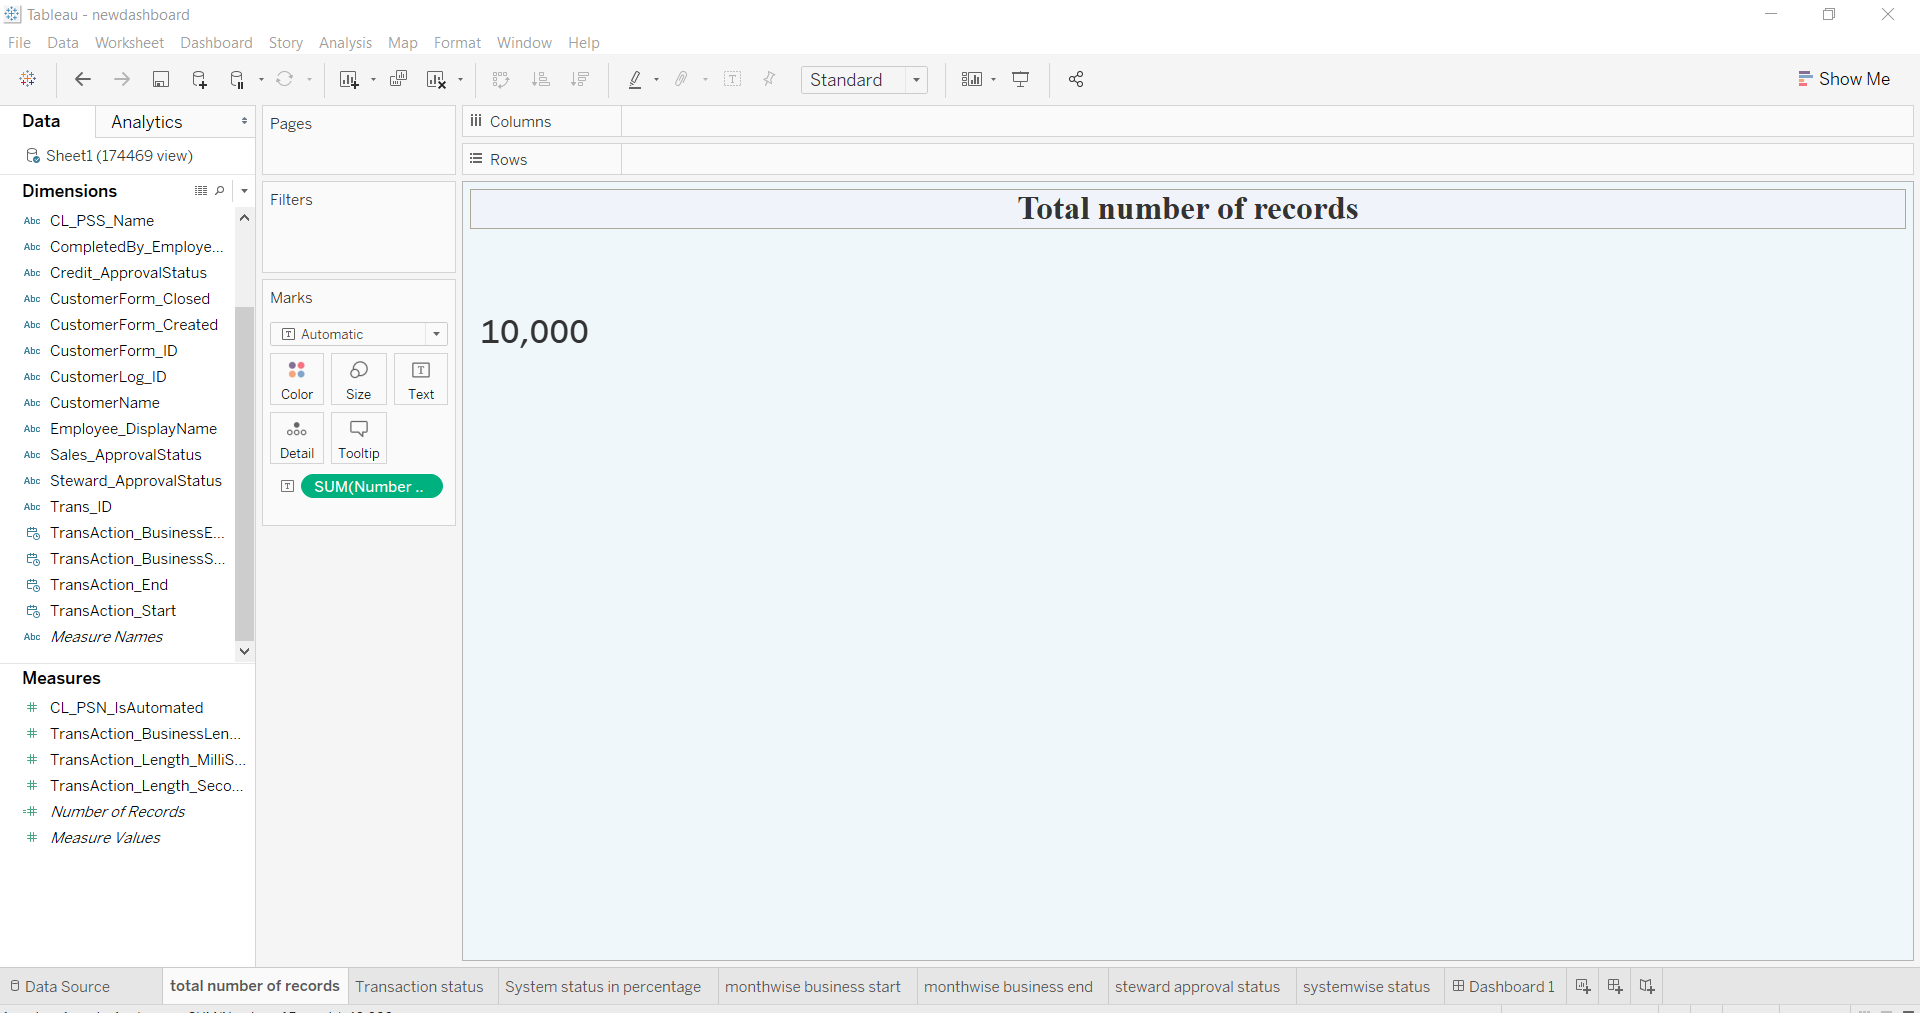 Tableau - newdashboard
File Data Worksheet Dashboard Story Analysis Map Format Window Help
Standard
Show Me
Data Analytics
Sheet1 (174469 view)
Dimensions
Abc CL_PSS_Name
Abc CompletedBy_Employe...
Abc Credit_ApprovalStatus
Abc CustomerForm_Closed
Abc CustomerForm_Created
Abc CustomerForm_ID
Abc CustomerLog_ID
Abc CustomerName
Abc Employee_DisplayName
Abc Sales_ApprovalStatus
Abc Steward_ApprovalStatus
Abc Trans_ID
TransAction_BusinessE...
TransAction_BusinessS...
TransAction_End
TransAction_Start
Abc Measure Names
Measures
# CL_PSN_IsAutomated
# TransAction_BusinessLen...
# TransAction_Length_MilliS...
# TransAction_Length_Seco...
=# Number of Records
# Measure Values
Pages
Filters
Marks
T Automatic
Color Size T Text
Detail Tooltip
T SUM(Number ..
Columns
Rows
Total number of records
10,000
Data Source total number of records Transaction status System status in percentage monthwise business start monthwise business end steward approval status systemwise status Dashboard 1